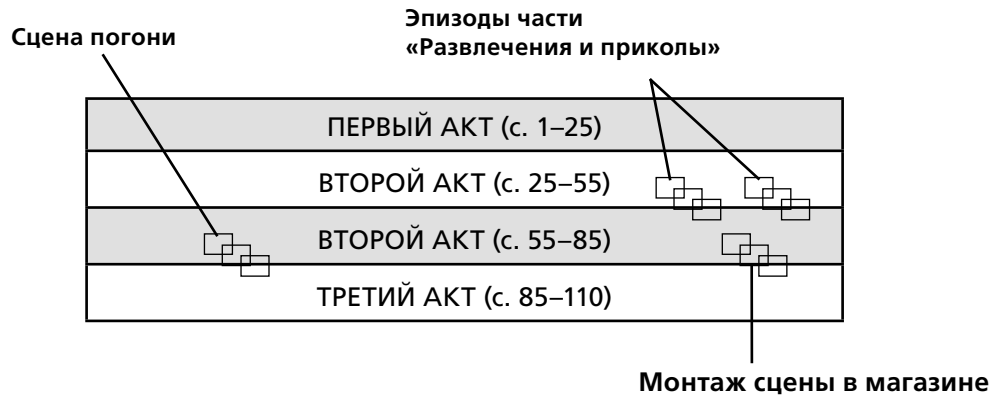 Эпизоды части
«Развлечения и приколы»
Сцена погони
ПЕРВЫЙ АКТ (с. 1–25)
ВТОРОЙ АКТ (с. 25–55)
ВТОРОЙ АКТ (с. 55–85)
ТРЕТИЙ АКТ (с. 85–110)
Монтаж сцены в магазине